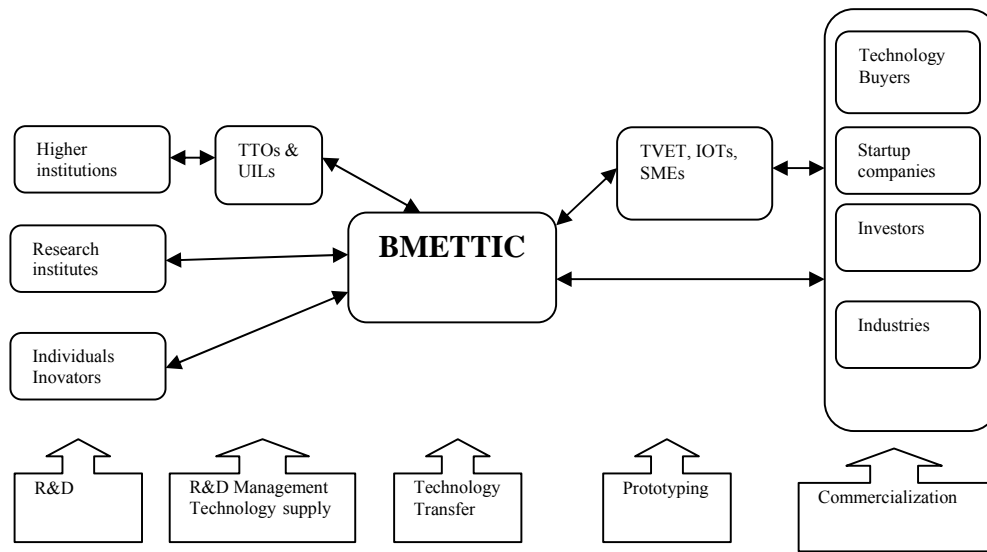 Higher
institutions
TTOs &
UILs
Research
institutes
Individuals
Inovators
BMETTIC
TVET, IOTs,
SMEs
Technology
Buyers
Startup
companies
Investors
Industries
R&D
R&D Management
Technology supply
Technology
Transfer
Prototyping
Commercialization